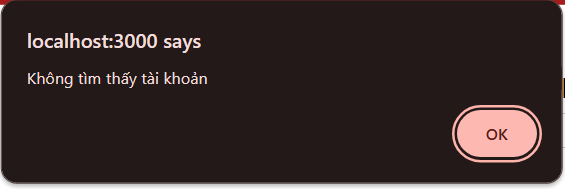 localhost:3000 says
Không tìm thấy tài khoản
OK